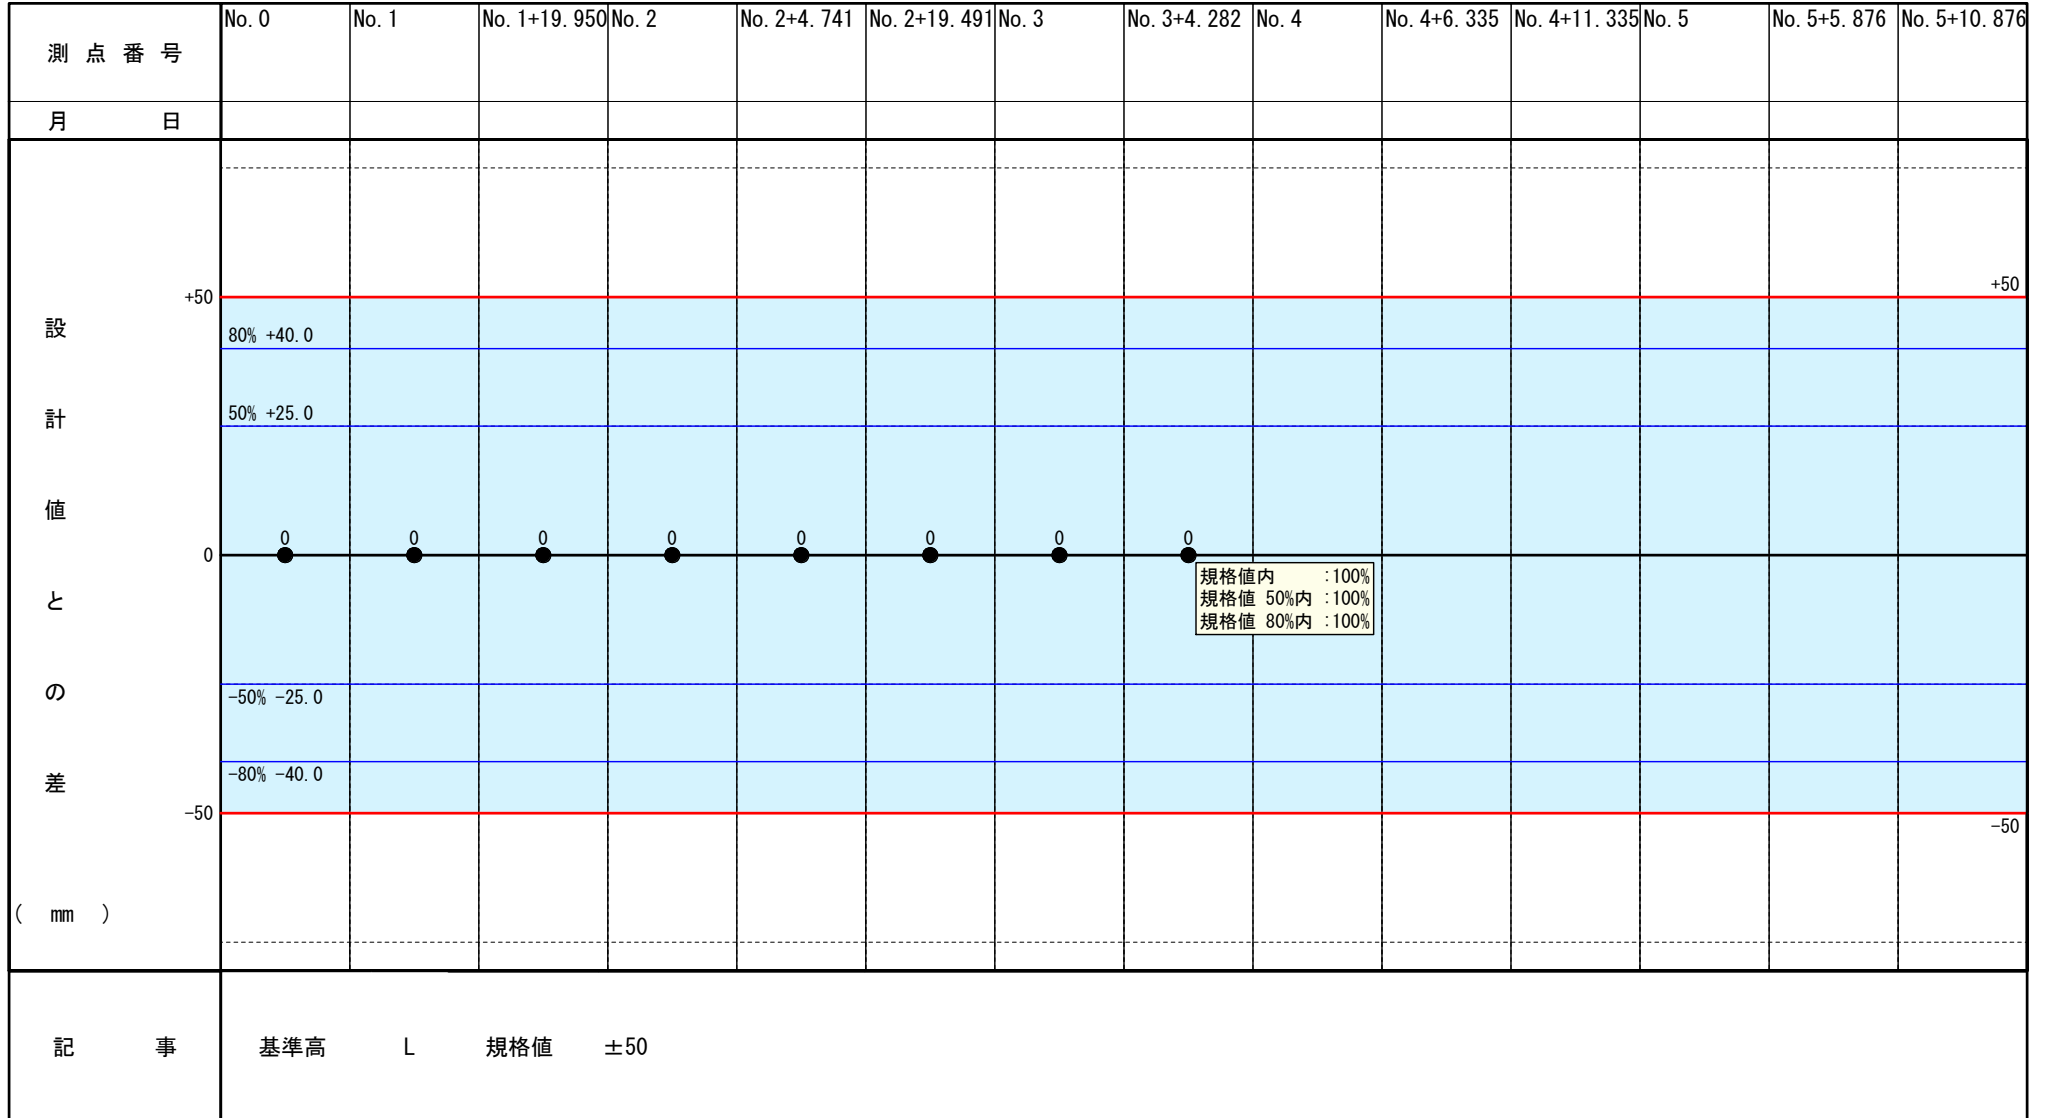 測点番号 No.0 No.1 No.1+19.950 No.2 No.2+4.741 No.2+19.491 No.3 No.3+4.282 No.4 No.4+6.335 No.4+11.335 No.5 No.5+5.876 No.5+10.876
月 日
設計値との差
( mm )
+50 +50
80% +40.0
50% +25.0
0 0 0 0 0 0 0 0
0
規格値内 :100%
規格値 50%内 :100%
規格値 80%内 :100%
-50% -25.0
-80% -40.0
-50 -50
記 事 基準高 L 規格値 ±50